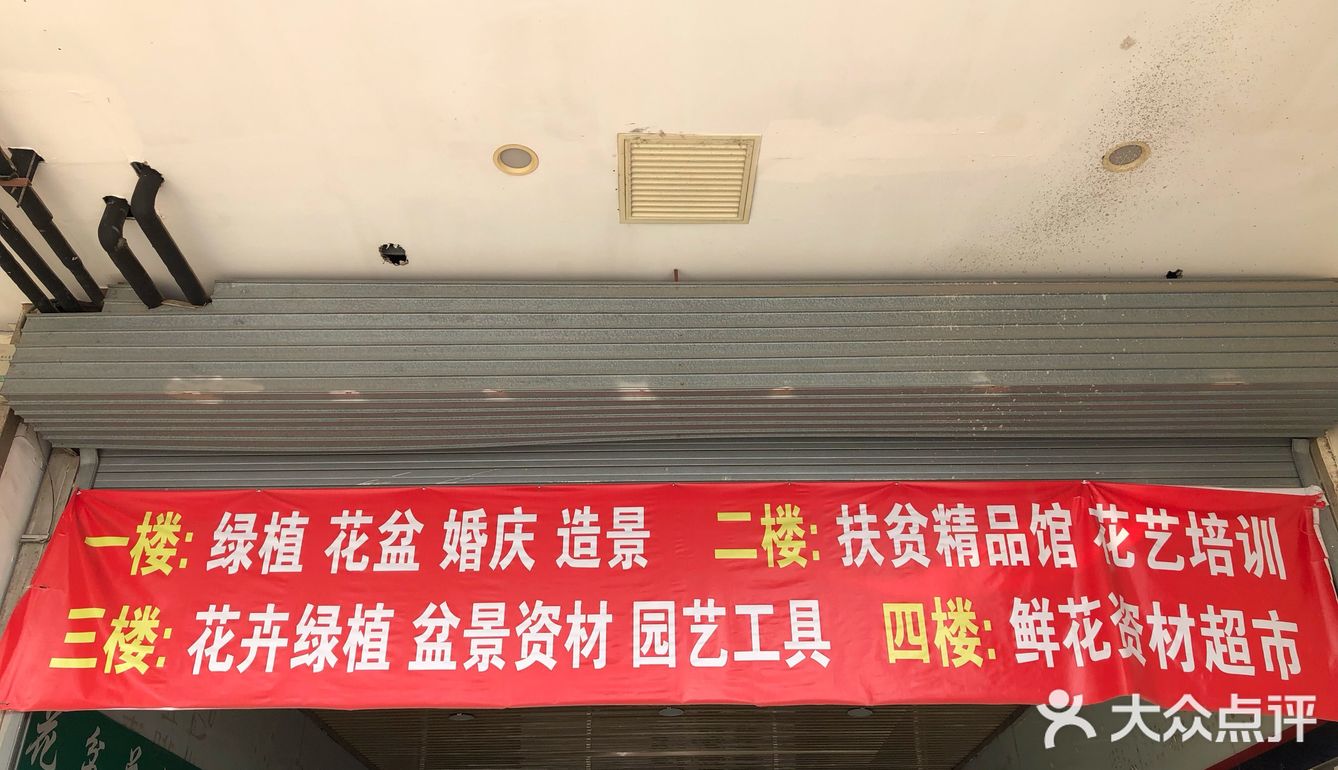 一楼: 绿植 花盆 婚庆 造景 二楼: 扶贫精品馆 花艺培训
三楼: 花卉绿植 盆景资材 园艺工具 四楼: 鲜花资材超市
花盆
大众点评